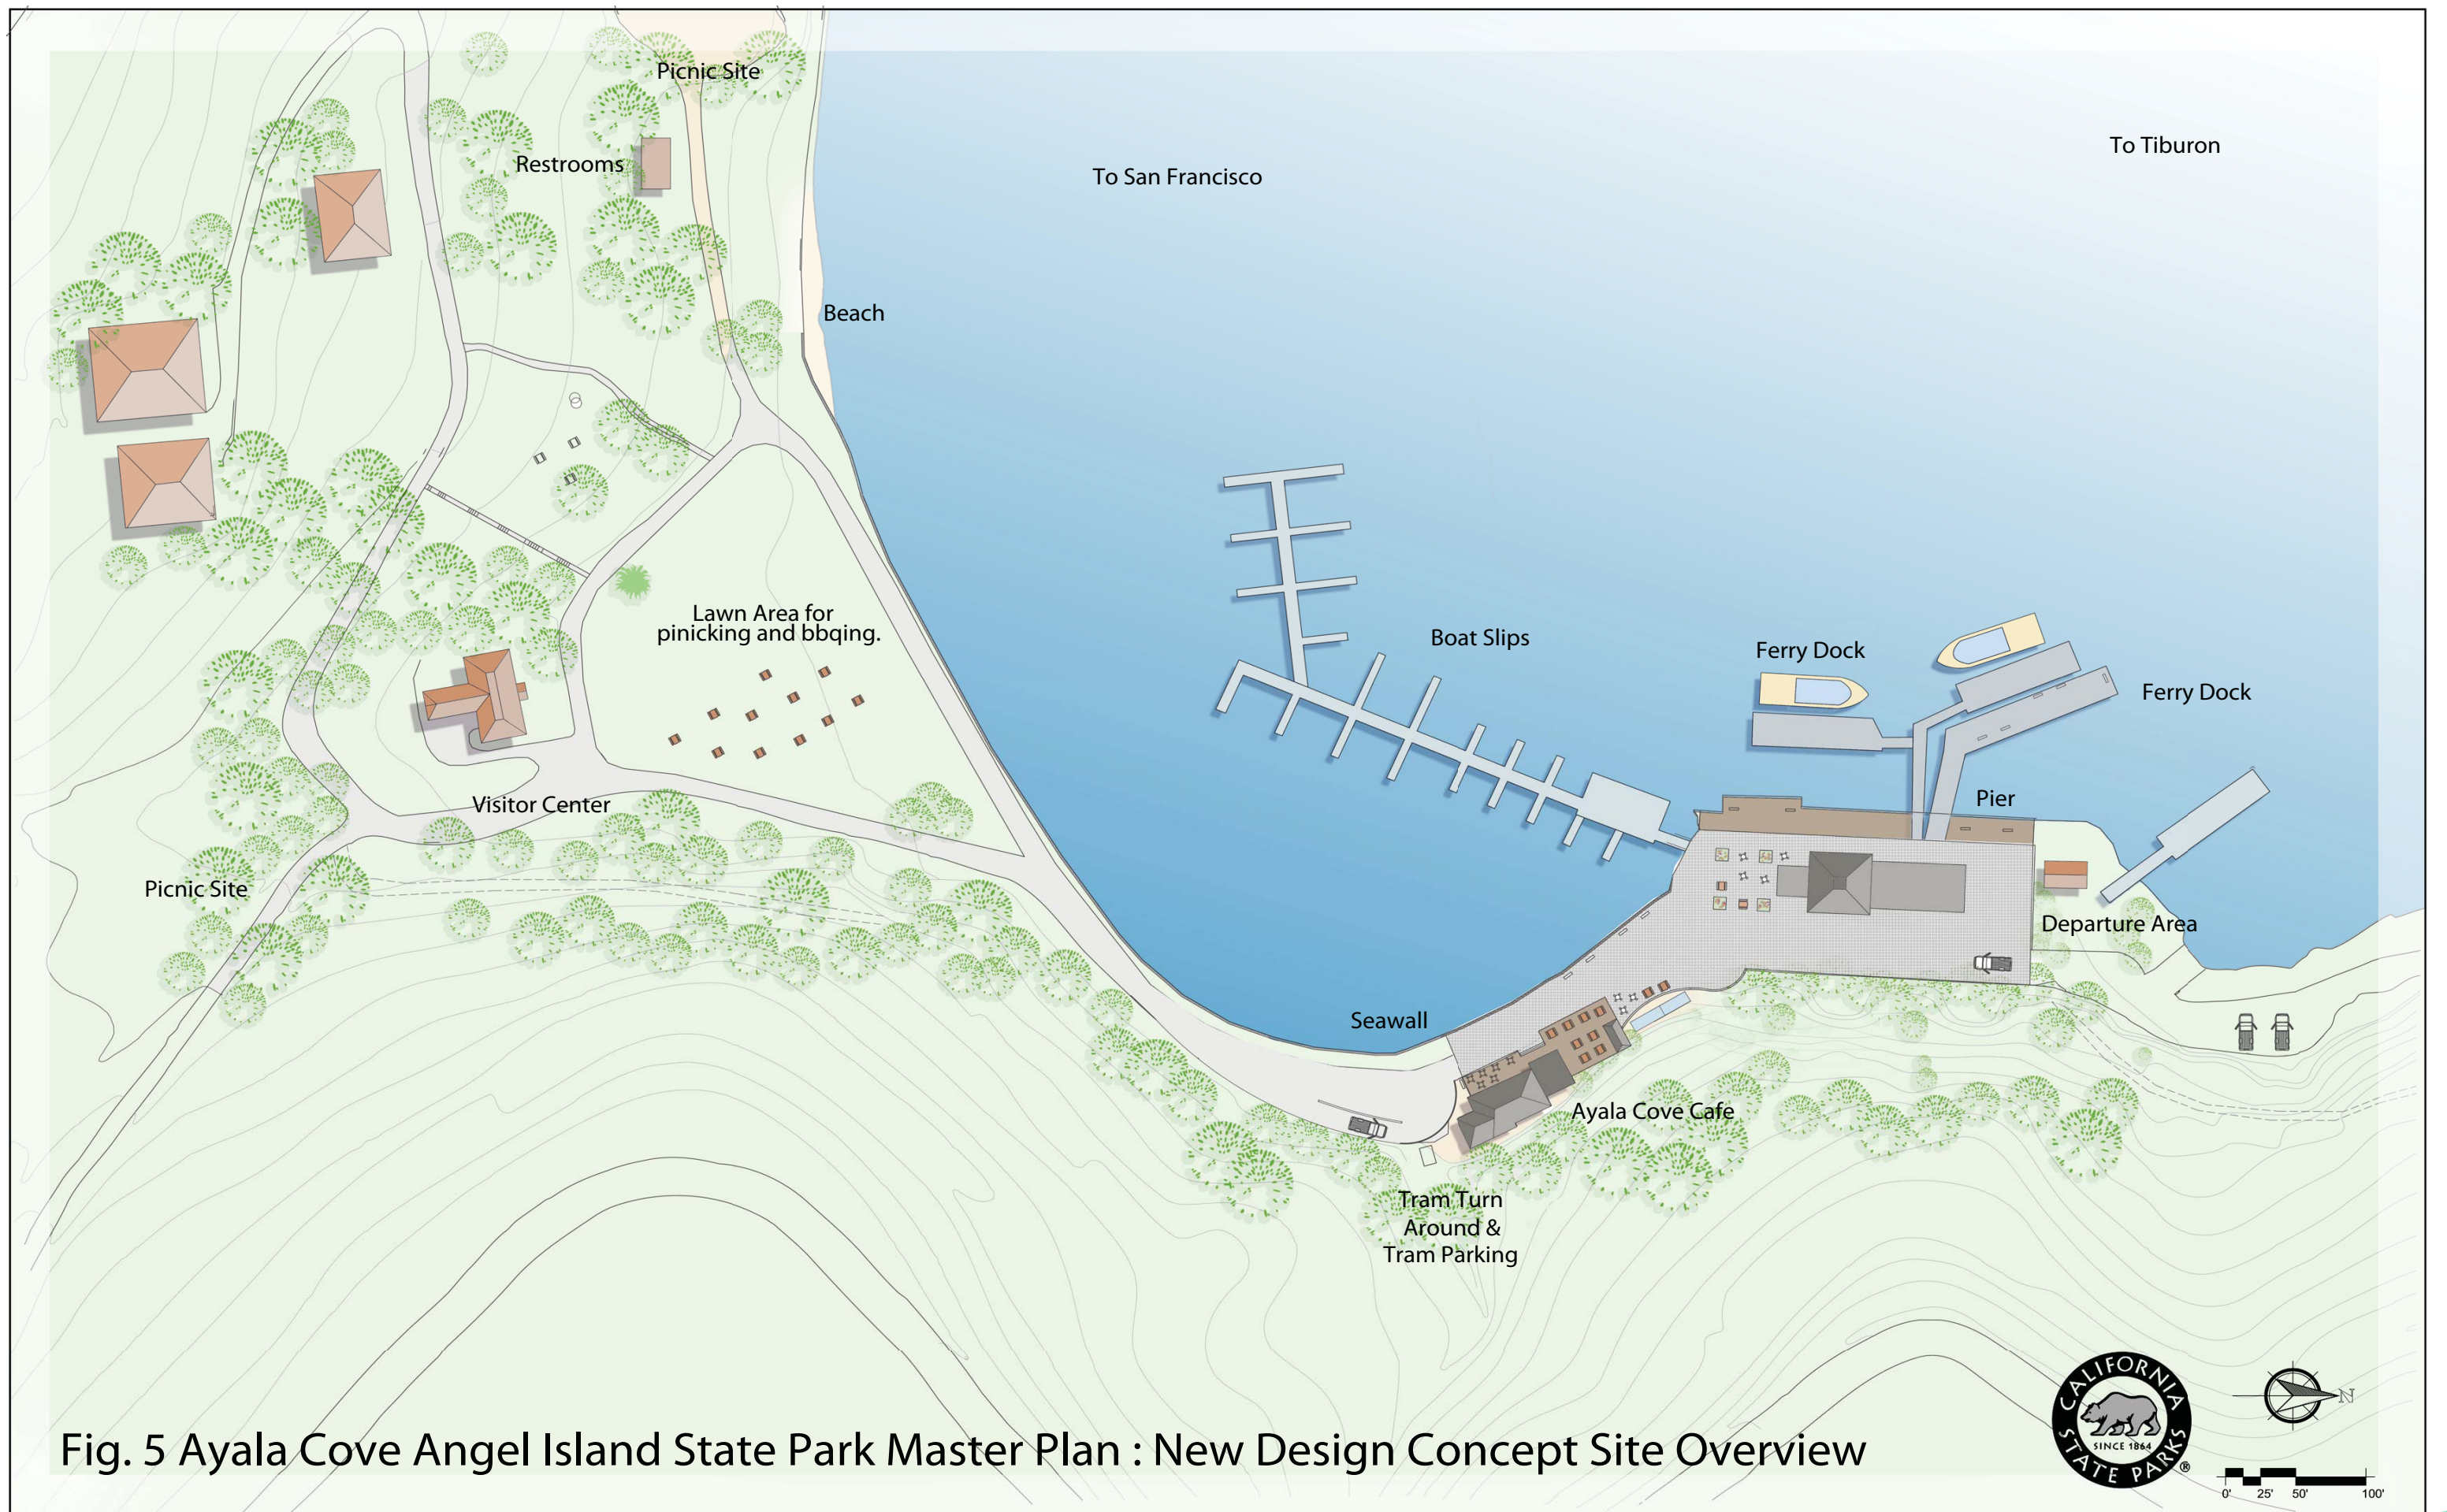 Picnic Site
To Tiburon
Restrooms
To San Francisco
Beach
Lawn Area for
pinicking and bbqing.
Boat Slips
Ferry Dock
Ferry Dock
Visitor Center
Pier
Picnic Site
Departure Area
Seawall
Ayala Cove Cafe
Tram Turn
Around &
Tram Parking
CALIFORNIA
SINCE 1864
STATE PARKS
®
N
Fig. 5 Ayala Cove Angel Island State Park Master Plan : New Design Concept Site Overview
0' 25' 50' 100'